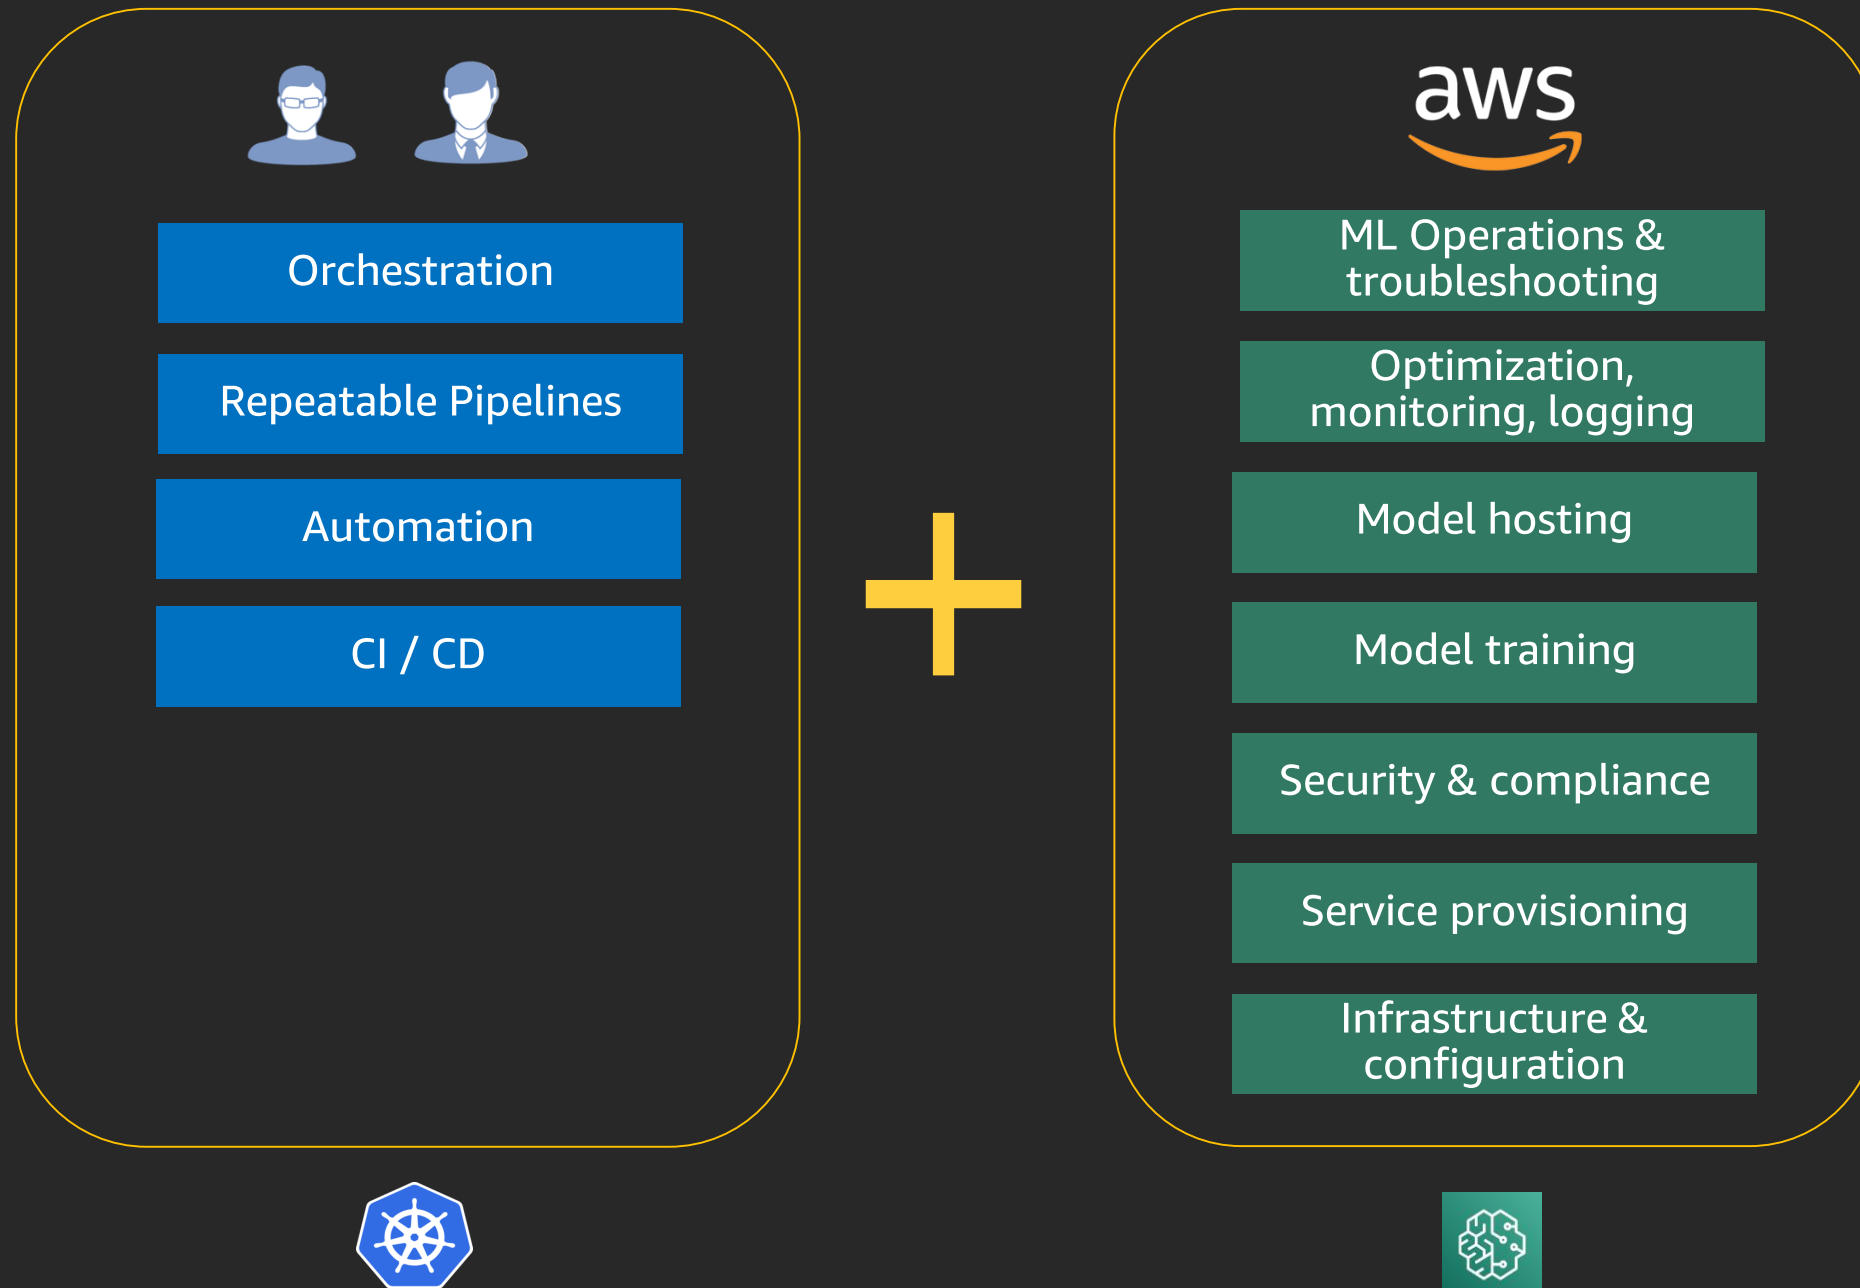 Orchestration
Repeatable Pipelines
Automation
CI / CD
aws
ML Operations &
troubleshooting
Optimization,
monitoring, logging
Model hosting
Model training
Security & compliance
Service provisioning
Infrastructure &
configuration